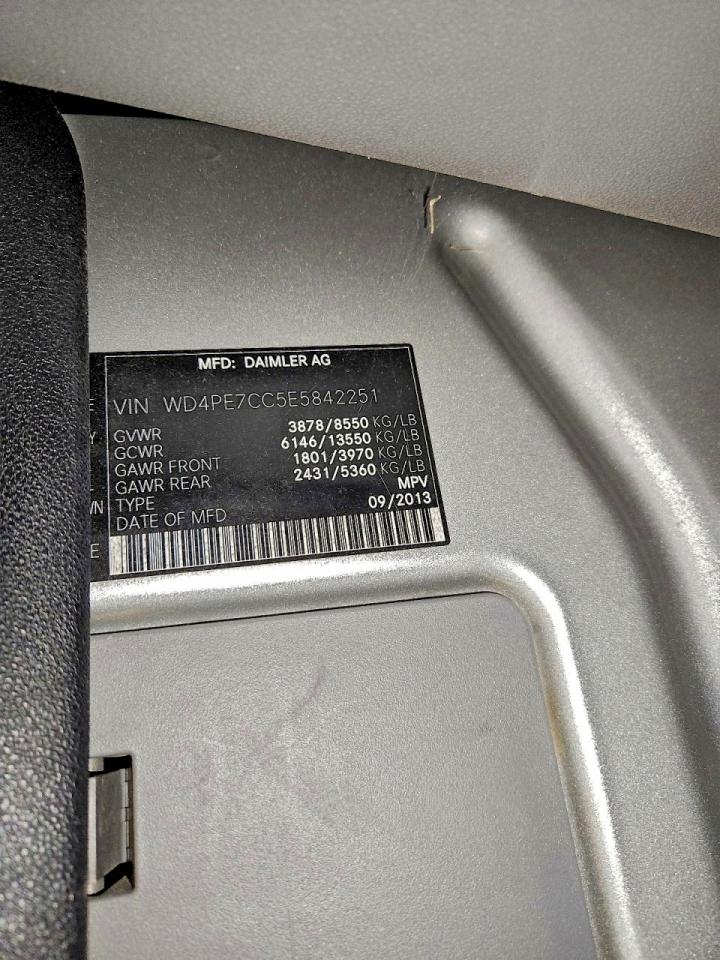 MFD: DAIMLER AG
E VIN WD4PE7CC5E5842251
Y GVWR 3878/8550 KG/LB
GCWR 6146/13550 KG/LB
GAWR FRONT 1801/3970 KG/LB
GAWR REAR 2431/5360 KG/LB
WN TYPE MPV
DATE OF MFD 09/2013
E